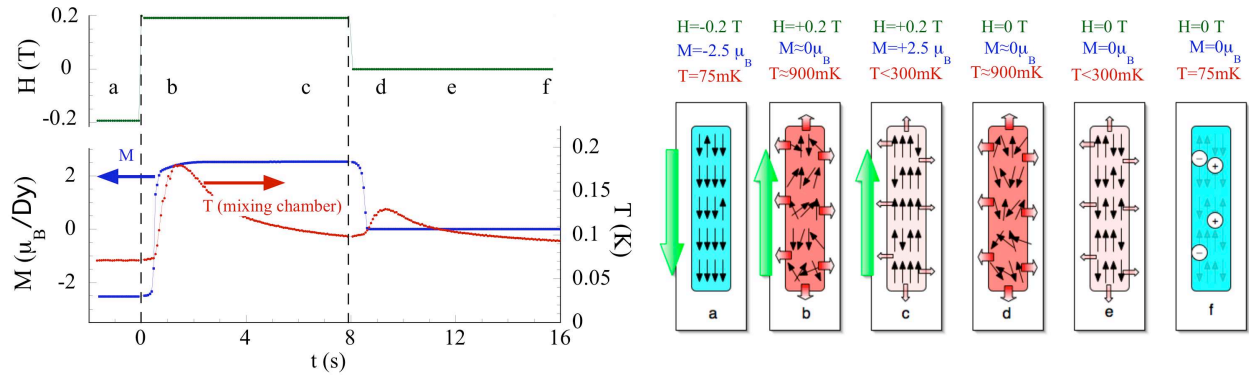 H (T)
0.2
0
-0.2
a b c d e f
M (μB/Dy)
2
0
-2
M
T (mixing chamber)
0.2
0.15
0.1
0.05
0
T (K)
0 4 8 12 16
t (s)
H=-0.2 T
M=-2.5 μB
T=75mK
H=+0.2 T
M≈0μB
T≈900mK
H=+0.2 T
M=+2.5 μB
T<300mK
H=0 T
M≈0μB
T≈900mK
H=0 T
M=0μB
T<300mK
H=0 T
M=0μB
T=75mK
a
b
c
d
e
− +
+
−
f